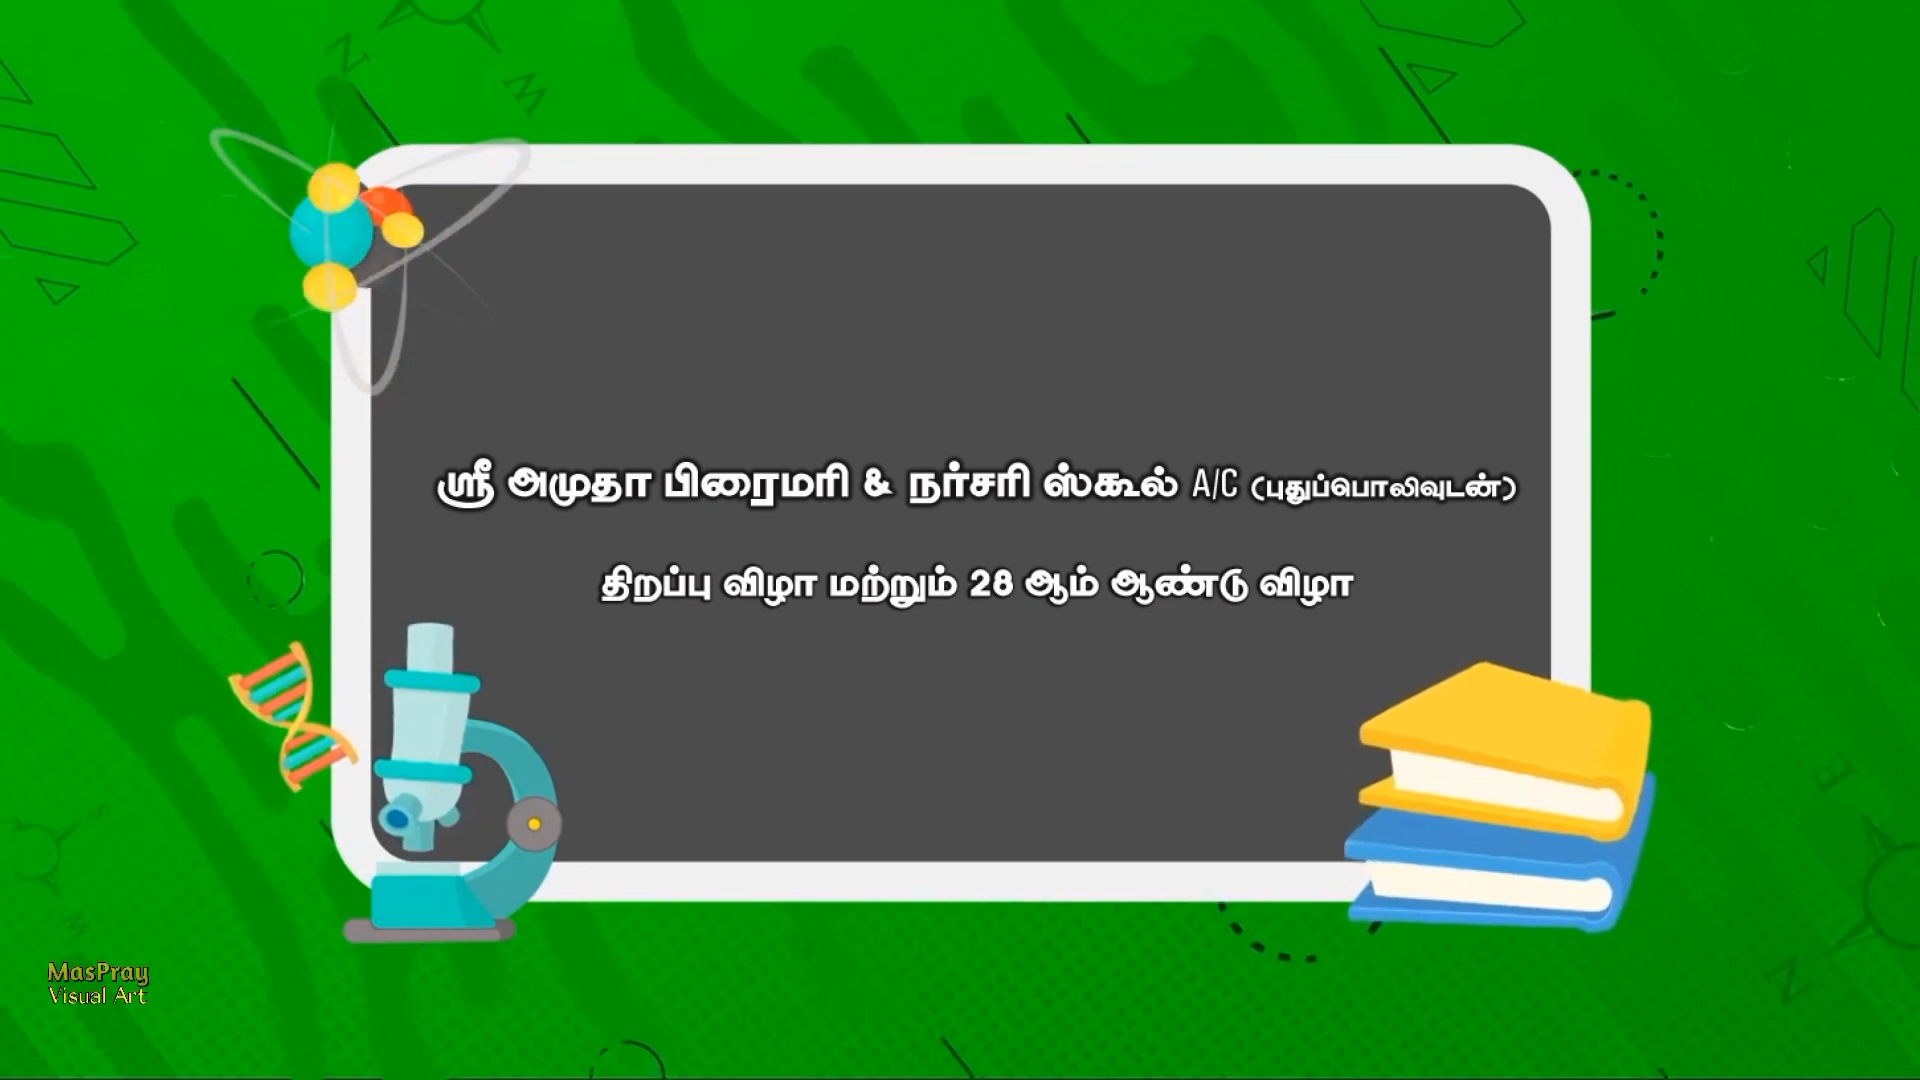 ஸ்ரீ அமுதா பிரைமரி & நர்சரி ஸ்கூல் A/C (புதுப்பொலிவுடன்)
திறப்பு விழா மற்றும் 28 ஆம் ஆண்டு விழா
MasPray
Visual Art